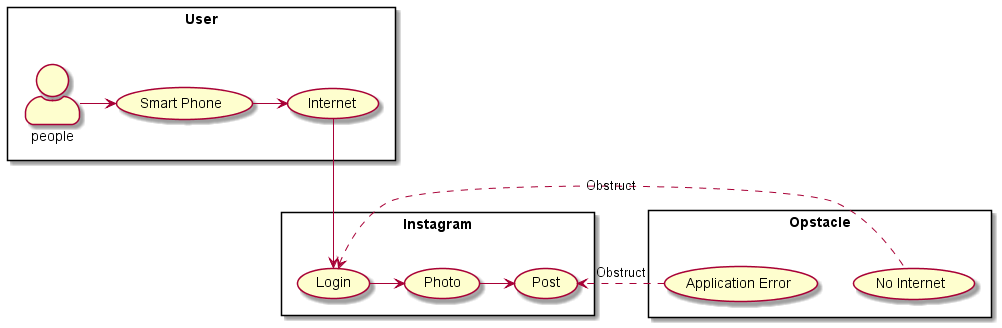 User
people
Smart Phone
Internet
Obstruct
Instagram
Opstacle
Login
Photo
Post
Obstruct
Application Error
No Internet